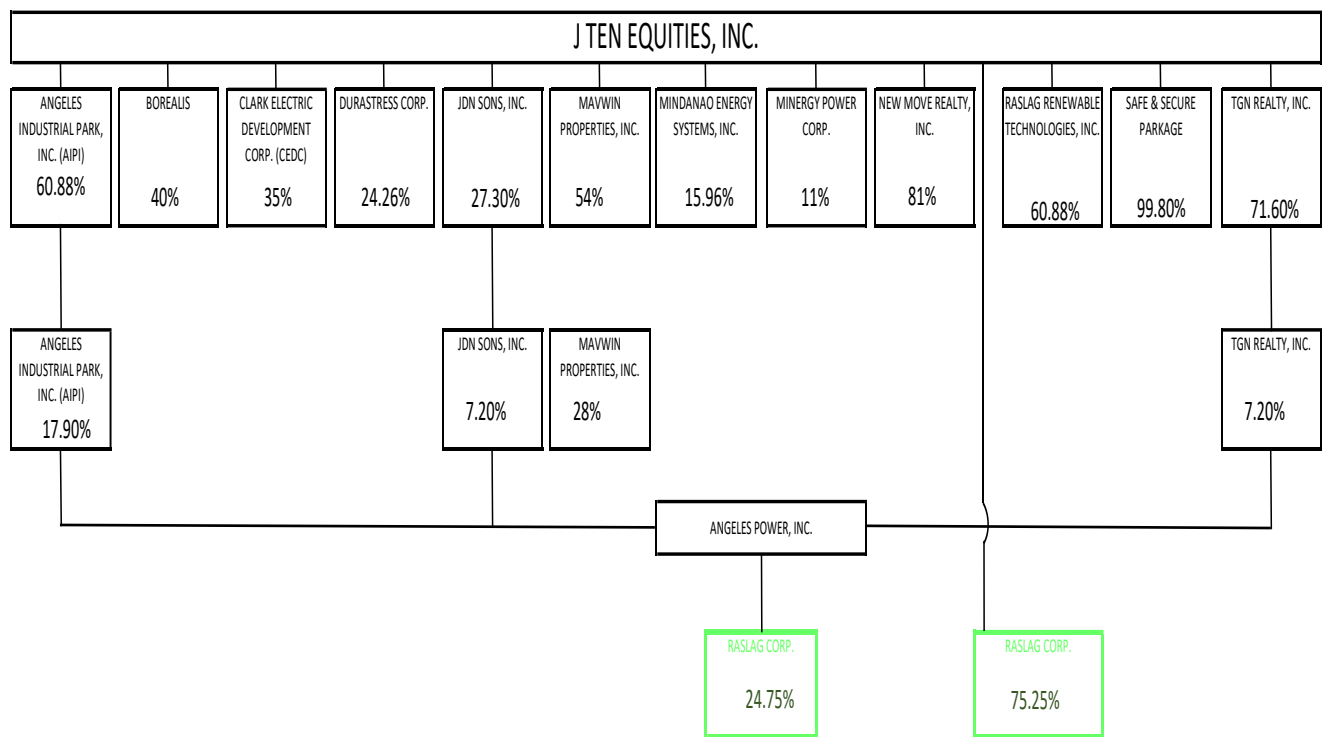 J TEN EQUITIES, INC.
ANGELES
INDUSTRIAL PARK,
INC. (AIPI)
60.88%
BOREALIS
40%
CLARK ELECTRIC
DEVELOPMENT
CORP. (CEDC)
35%
DURASTRESS CORP.
24.26%
JDN SONS, INC.
27.30%
MAVWIN
PROPERTIES, INC.
54%
MINDANAO ENERGY
SYSTEMS, INC.
15.96%
MINERGY POWER
CORP.
11%
NEW MOVE REALTY,
INC.
81%
RASLAG RENEWABLE
TECHNOLOGIES, INC.
60.88%
SAFE & SECURE
PARKAGE
99.80%
TGN REALTY, INC.
71.60%
ANGELES
INDUSTRIAL PARK,
INC. (AIPI)
17.90%
JDN SONS, INC.
7.20%
MAVWIN
PROPERTIES, INC.
28%
TGN REALTY, INC.
7.20%
ANGELES POWER, INC.
RASLAG CORP.
24.75%
RASLAG CORP.
75.25%